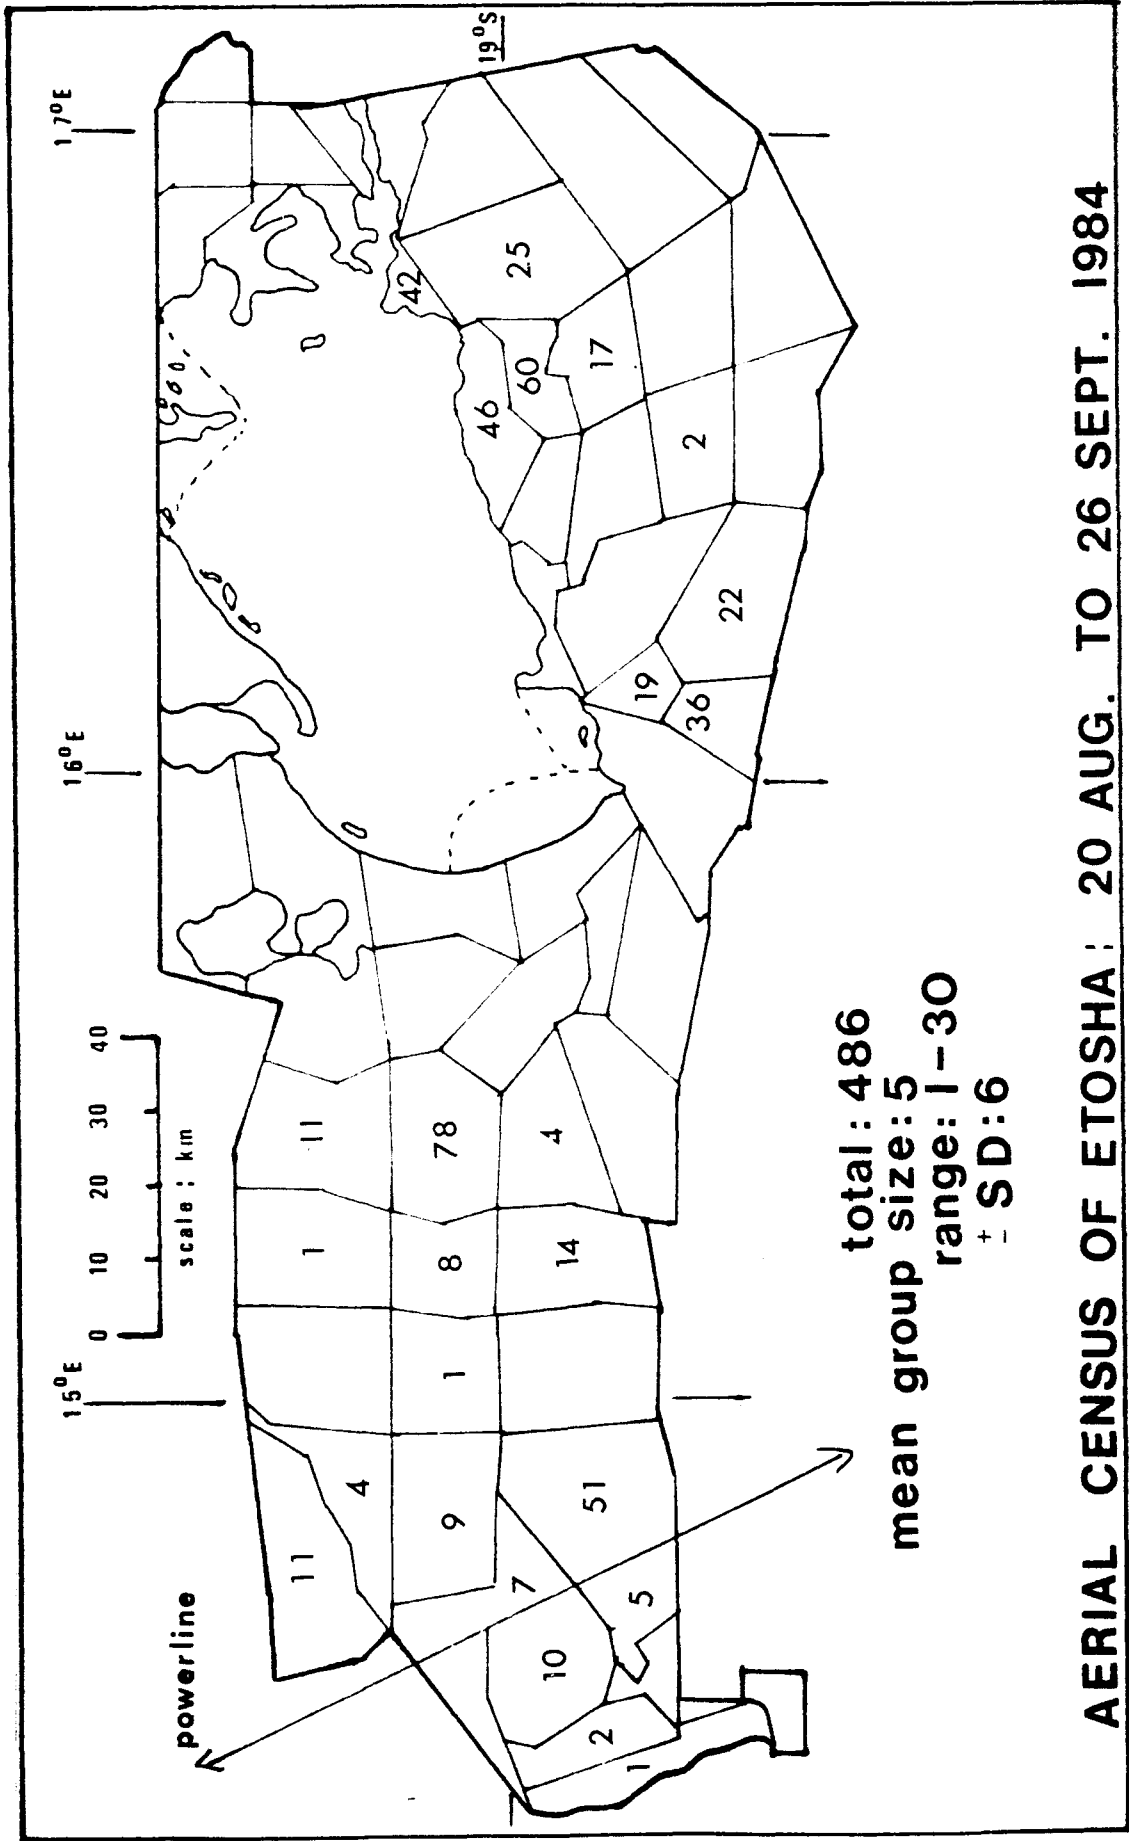 15°E
16°E
17°E
19°S
0 10 20 30 40
scale : km
powerline
11
4
1
11
9
1
8
78
7
10
51
14
4
2
1
5
42
25
46
60
17
2
19
36
22
total: 486
mean group size: 5
range: 1-30
± SD: 6
AERIAL CENSUS OF ETOSHA: 20 AUG. TO 26 SEPT. 1984